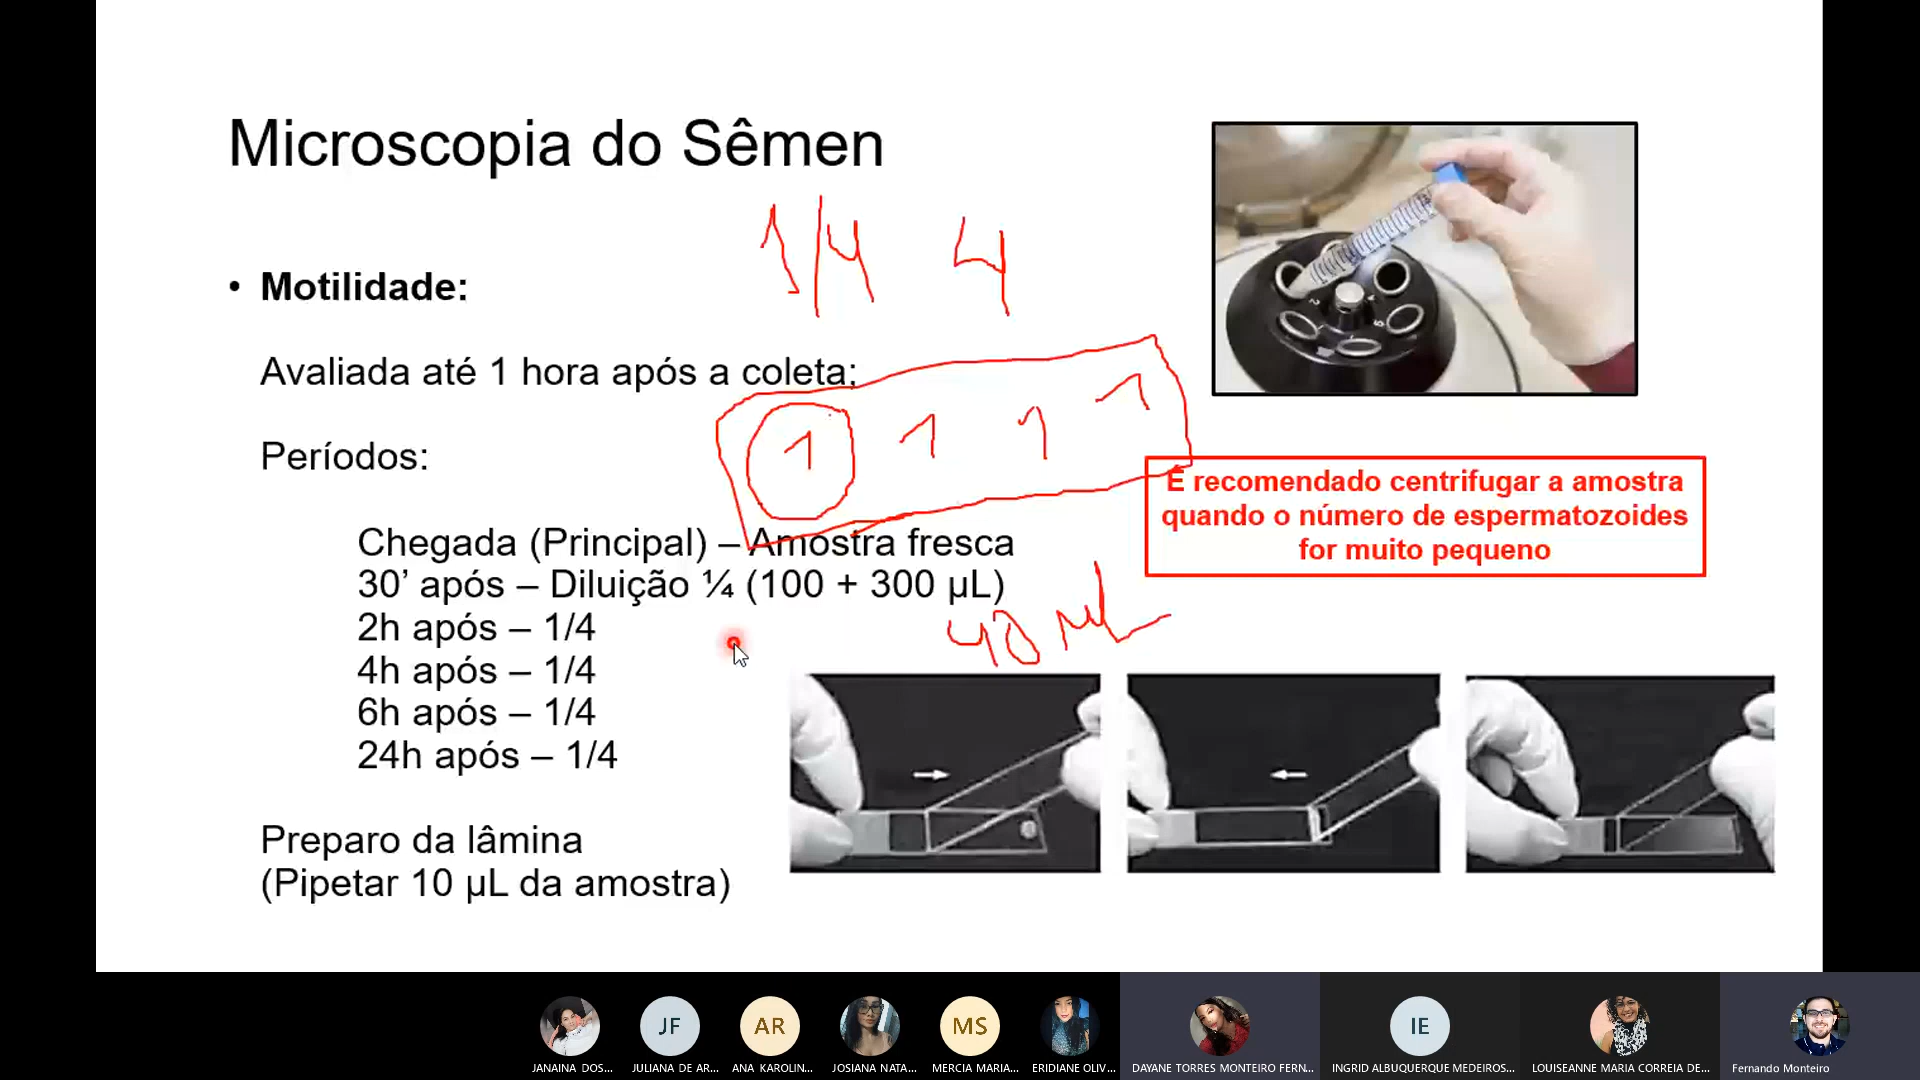 Microscopia do Sêmen
1/4 4
• Motilidade:
Avaliada até 1 hora após a coleta;
1 1 1 1
Períodos:
É recomendado centrifugar a amostra
quando o número de espermatozoides
for muito pequeno
Chegada (Principal) – Amostra fresca
30’ após – Diluição ¼ (100 + 300 µL)
2h após – 1/4
40 µL
4h após – 1/4
6h após – 1/4
24h após – 1/4
Preparo da lâmina
(Pipetar 10 µL da amostra)
JF AR MS IE
JANAINA DOS... JULIANA DE AR... ANA KAROLIN... JOSIANA NATA... MERCIA MARIA... ERIDIANE OLIV... DAYANE TORRES MONTEIRO FERN... INGRID ALBUQUERQUE MEDEIROS... LOUISEANNE MARIA CORREIA DE... Fernando Monteiro